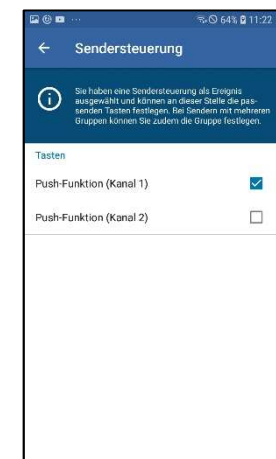 64% 11:22
Sendersteuerung
Sie haben eine Sendersteuerung als Ereignis
ausgewählt und können an dieser Stelle die pas-
senden Tasten festlegen. Bei Sendern mit mehreren
Gruppen können Sie zudem die Gruppe festlegen.
Tasten
Push-Funktion (Kanal 1)
Push-Funktion (Kanal 2)